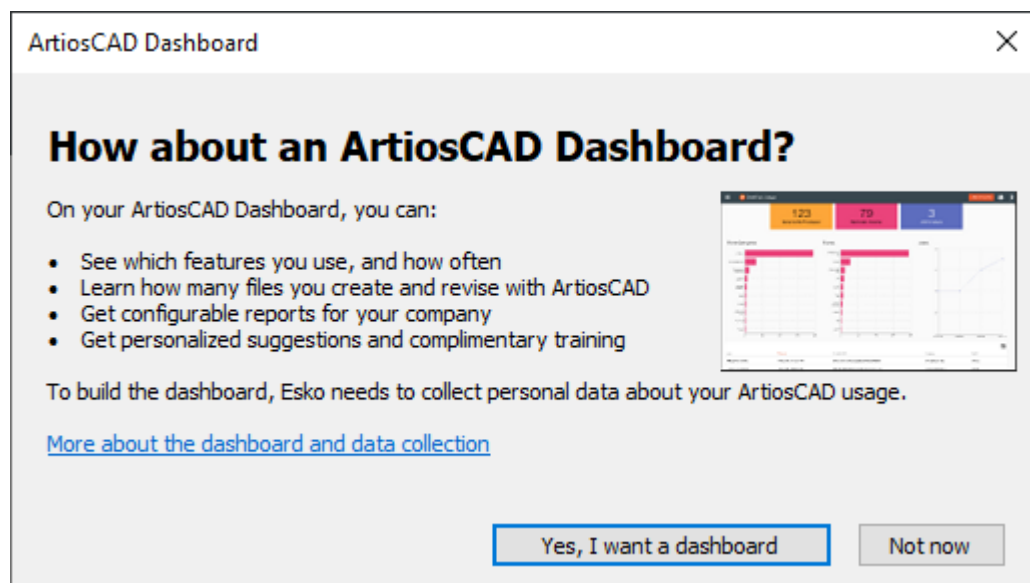 ArtiosCAD Dashboard
How about an ArtiosCAD Dashboard?
On your ArtiosCAD Dashboard, you can:
• See which features you use, and how often
• Learn how many files you create and revise with ArtiosCAD
• Get configurable reports for your company
• Get personalized suggestions and complimentary training
123
79
3
To build the dashboard, Esko needs to collect personal data about your ArtiosCAD usage.
More about the dashboard and data collection
Yes, I want a dashboard
Not now